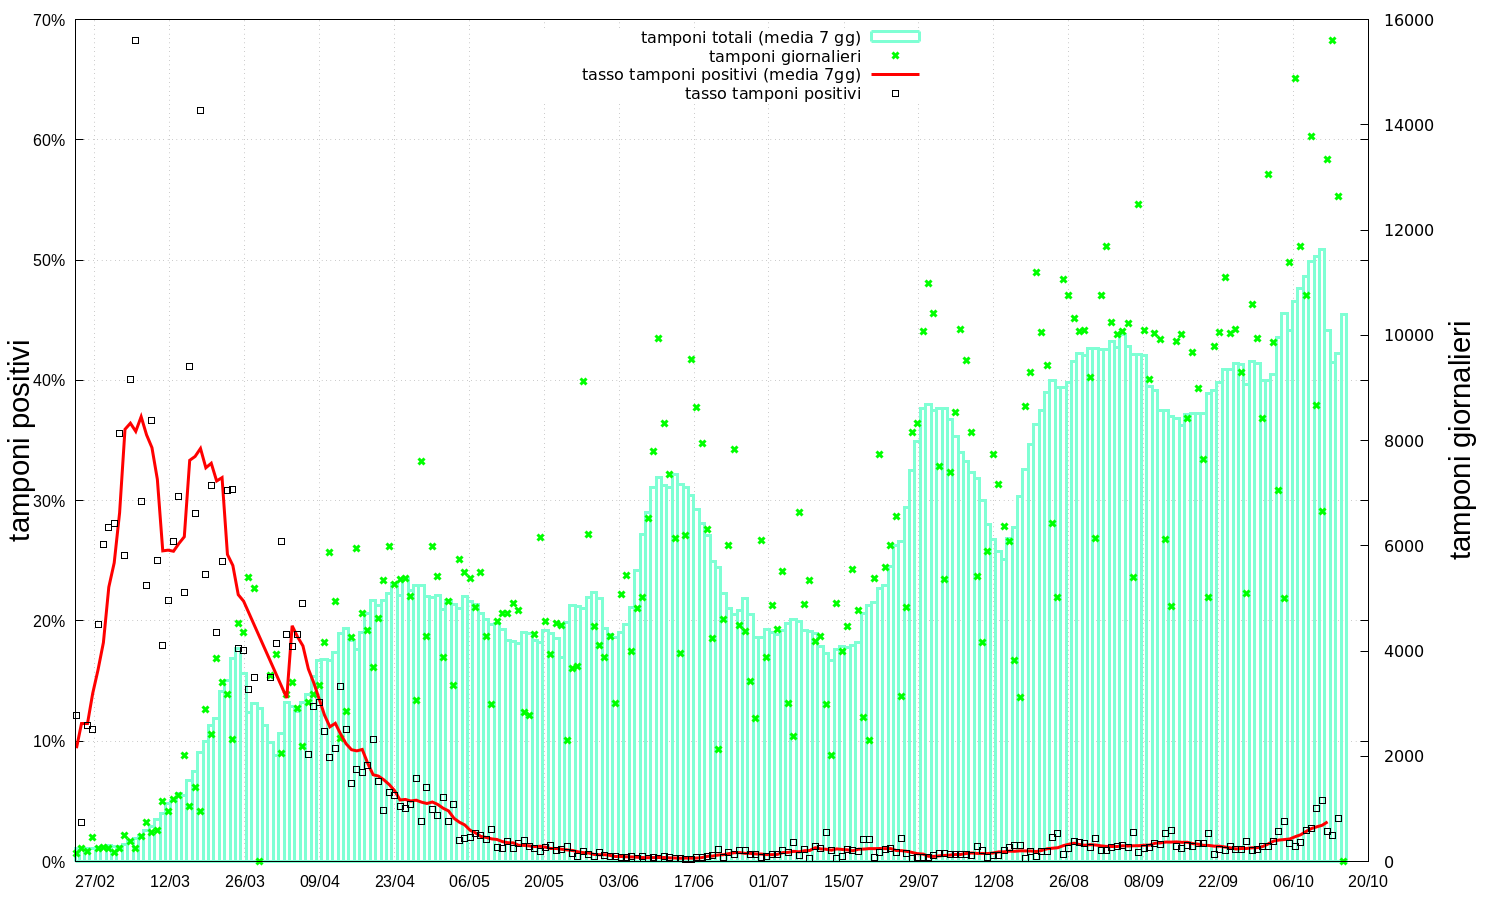 tamponi totali (media 7 gg)
tamponi giornalieri
tasso tamponi positivi (media 7gg)
tasso tamponi positivi
tamponi positivi
70%
60%
50%
40%
30%
20%
10%
0%
tamponi giornalieri
16000
14000
12000
10000
8000
6000
4000
2000
0
27/02 12/03 26/03 09/04 23/04 06/05 20/05 03/06 17/06 01/07 15/07 29/07 12/08 26/08 08/09 22/09 06/10 20/10